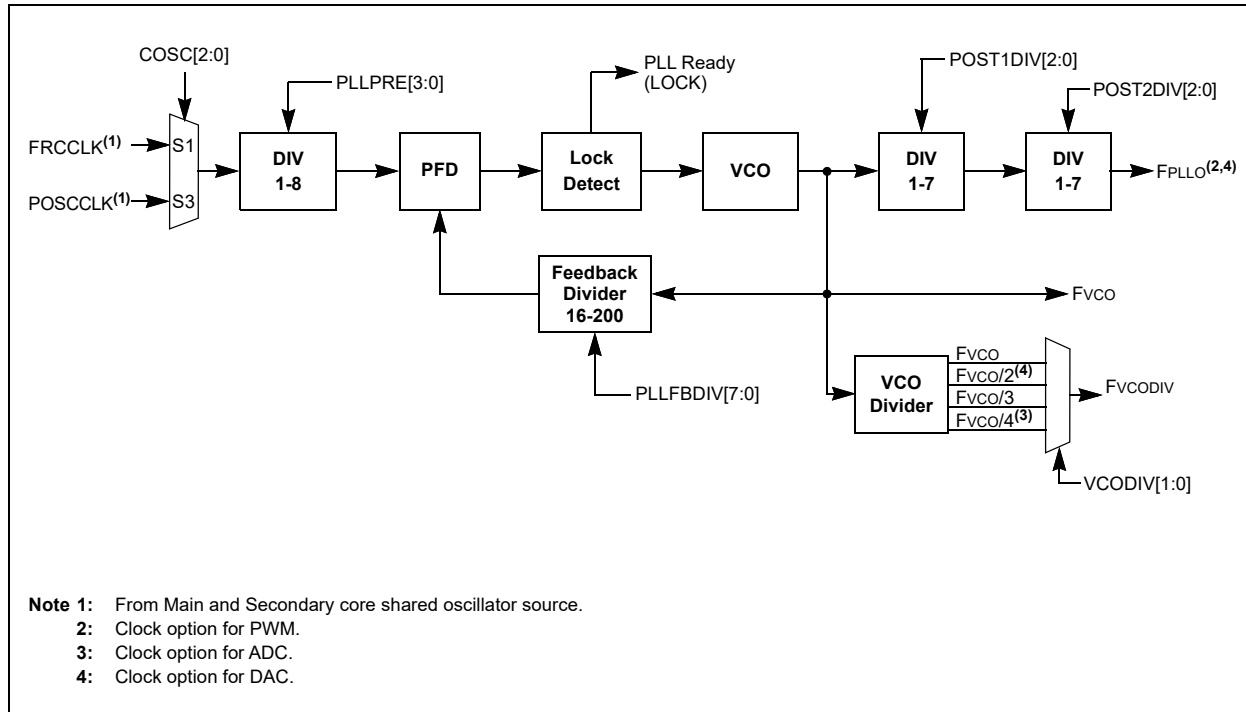 COSC[2:0]
PLLPRE[3:0]
PLL Ready
(LOCK)
POST1DIV[2:0]
POST2DIV[2:0]
FRCCLK(1)
S1
POSCCLK(1)
S3
DIV
1-8
PFD
Lock
Detect
VCO
DIV
1-7
DIV
1-7
FPLLO(2,4)
Feedback
Divider
16-200
FVCO
PLLFBDIV[7:0]
VCO
Divider
FVCO
FVCO/2(4)
FVCO/3
FVCO/4(3)
FVCODIV
VCODIV[1:0]
Note 1: From Main and Secondary core shared oscillator source.
2: Clock option for PWM.
3: Clock option for ADC.
4: Clock option for DAC.